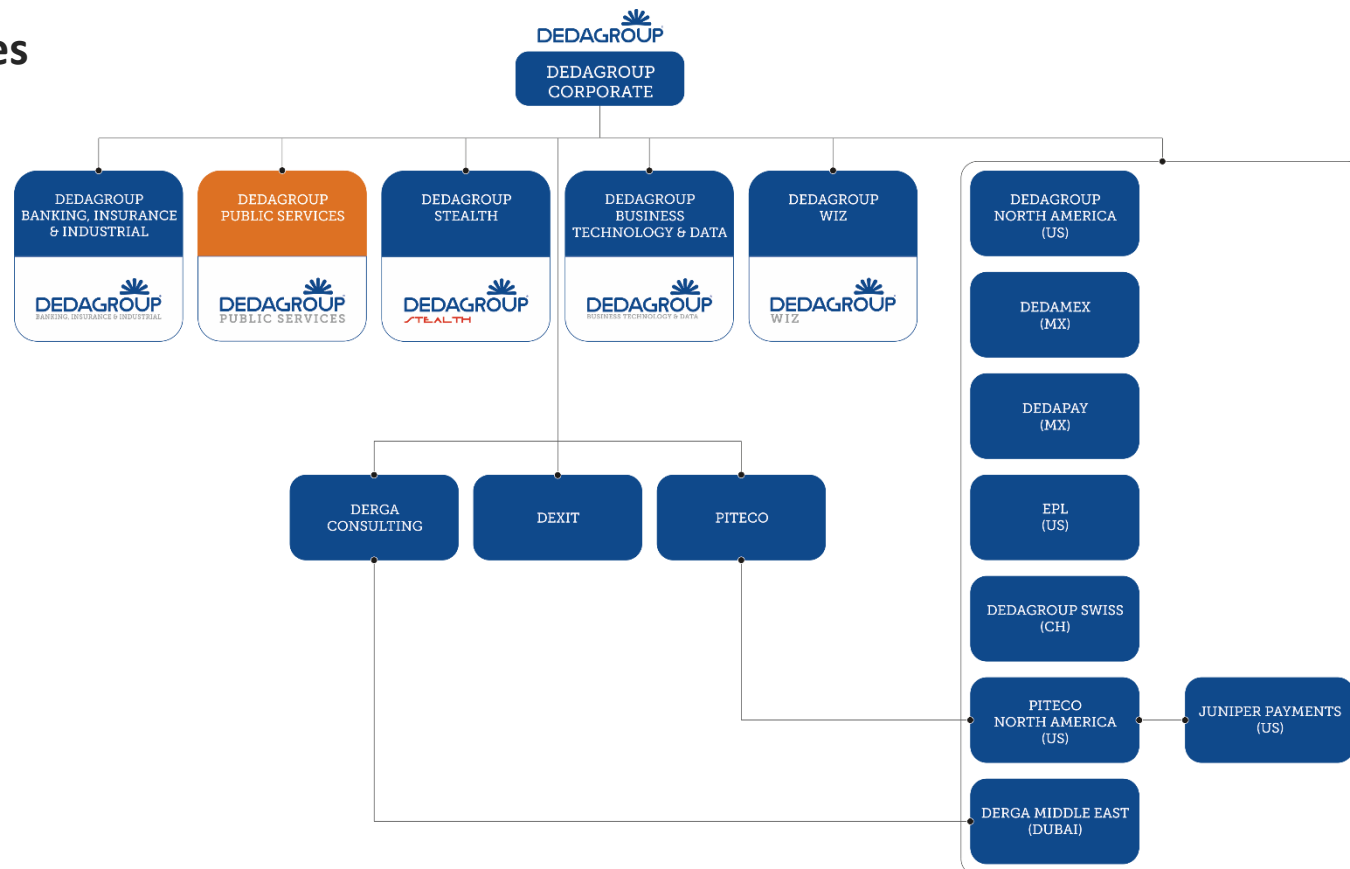 es
DEDAGROUP
DEDAGROUP
CORPORATE
DEDAGROUP
BANKING, INSURANCE
& INDUSTRIAL
DEDAGROUP
BANKING, INSURANCE & INDUSTRIAL
DEDAGROUP
PUBLIC SERVICES
DEDAGROUP
PUBLIC SERVICES
DEDAGROUP
STEALTH
DEDAGROUP
STEALTH
DEDAGROUP
BUSINESS
TECHNOLOGY & DATA
DEDAGROUP
BUSINESS TECHNOLOGY & DATA
DEDAGROUP
WIZ
DEDAGROUP
WIZ
DERGA
CONSULTING
DEXIT
PITECO
DEDAGROUP
NORTH AMERICA
(US)
DEDAMEX
(MX)
DEDAPAY
(MX)
EPL
(US)
DEDAGROUP SWISS
(CH)
PITECO
NORTH AMERICA
(US)
JUNIPER PAYMENTS
(US)
DERGA MIDDLE EAST
(DUBAI)